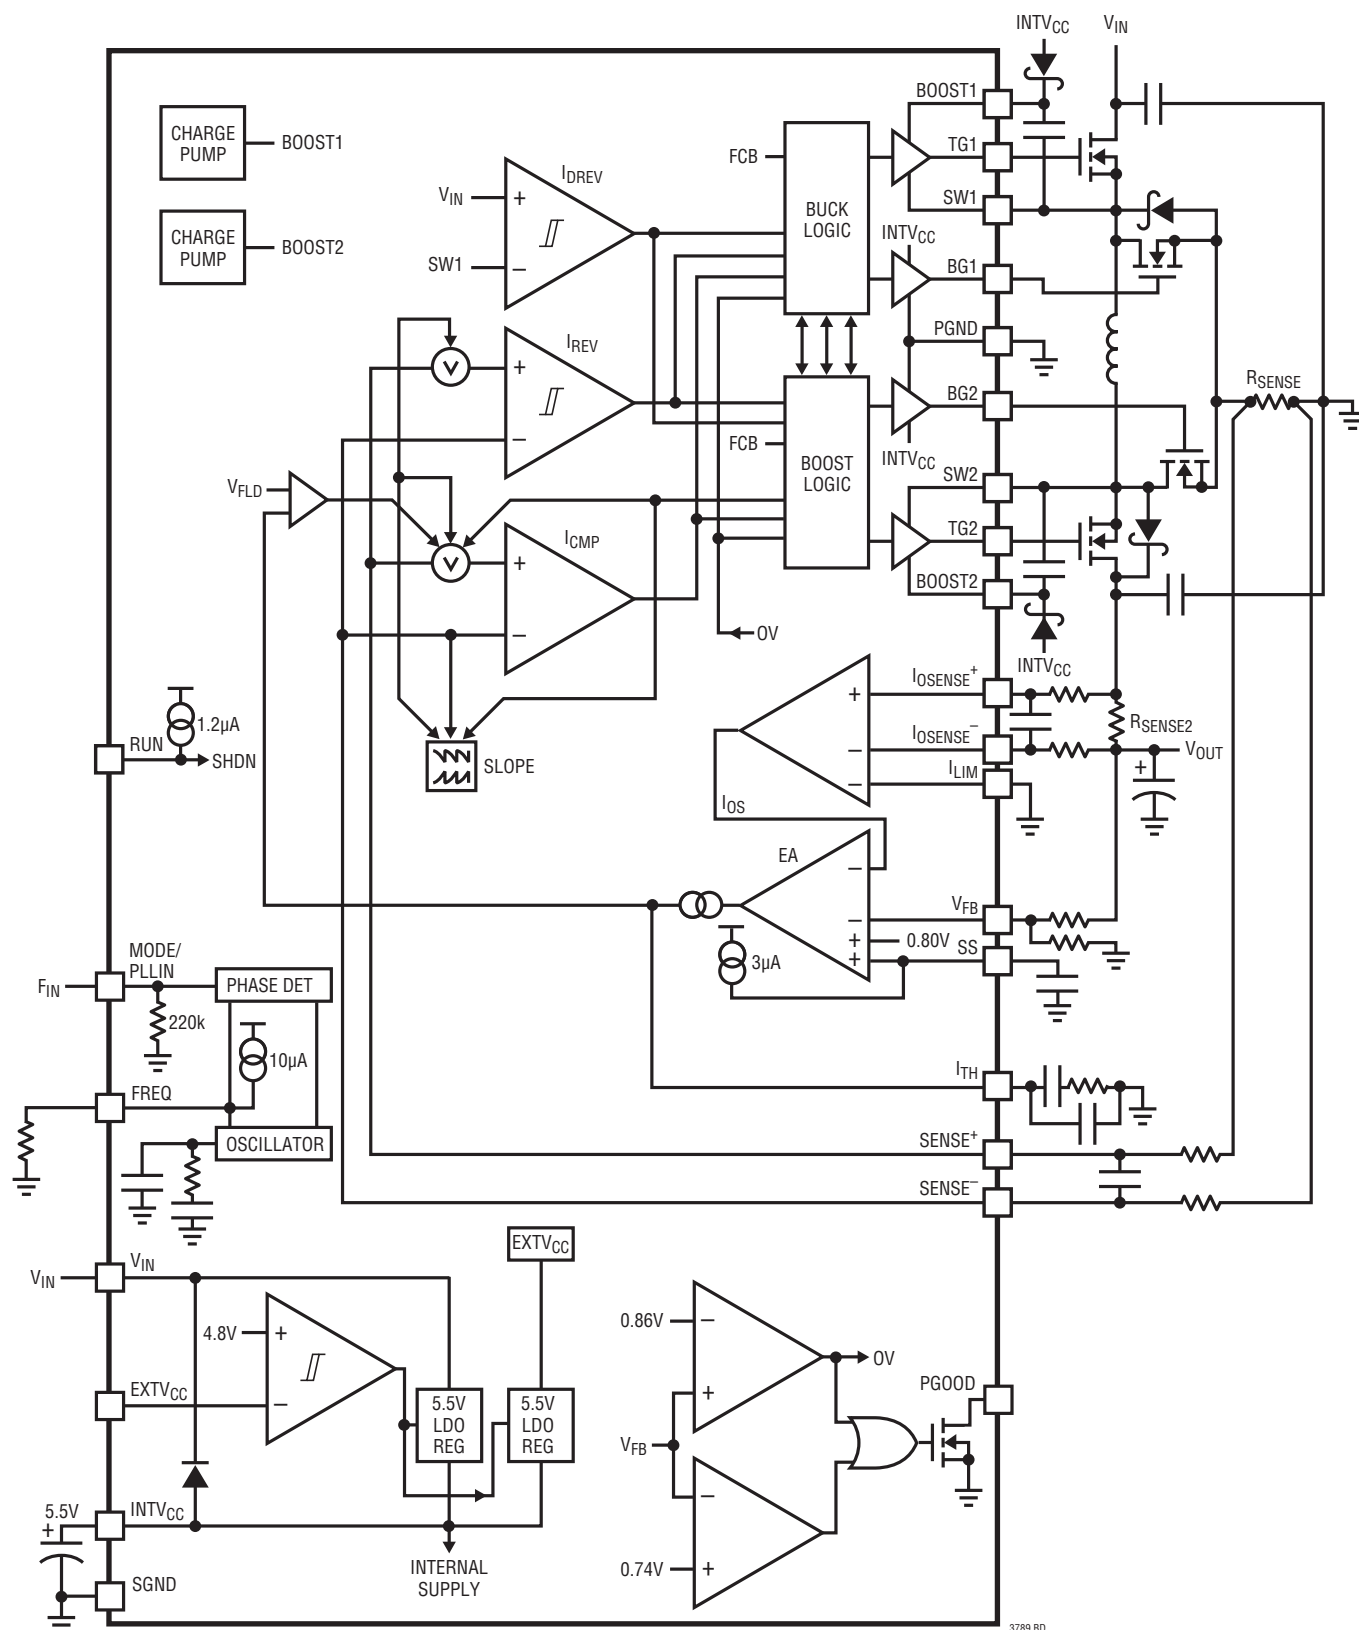 INTVCC
VIN
CHARGE
PUMP
BOOST1
CHARGE
PUMP
BOOST2
VIN
+
IDREV
SW1
–
FCB
BUCK
LOGIC
BOOST1
TG1
SW1
INTVCC
BG1
PGND
V
+
IREV
–
RSENSE
BG2
FCB
INTVCC
BOOST
LOGIC
SW2
TG2
BOOST2
VFLD
V
+
ICMP
–
OV
INTVCC
IOSENSE+
+
IOSENSE–
–
ILIM
–
RSENSE2
VOUT
+
1.2µA
RUN
SHDN
SLOPE
IOS
EA
–
–
VFB
+
0.80V
SS
+
3µA
MODE/
PLLIN
FIN
PHASE DET
220k
10µA
FREQ
OSCILLATOR
ITH
SENSE+
SENSE–
VIN
VIN
EXTVCC
4.8V
+
EXTVCC
–
5.5V
LDO
REG
5.5V
LDO
REG
0.86V
–
OV
+
VFB
PGOOD
–
0.74V
+
5.5V
+
INTVCC
INTERNAL
SUPPLY
SGND
3789 BD